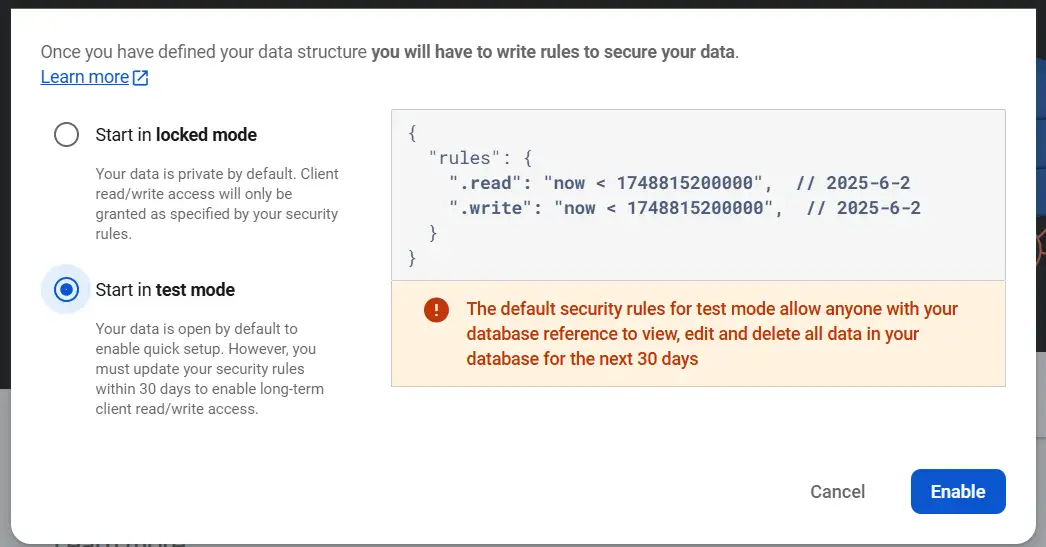 Once you have defined your data structure you will have to write rules to secure your data.
Learn more
Start in locked mode
Your data is private by default. Client
read/write access will only be
granted as specified by your security
rules.
Start in test mode
Your data is open by default to
enable quick setup. However, you
must update your security rules
within 30 days to enable long-term
client read/write access.
{
"rules": {
".read": "now < 1748815200000",  // 2025-6-2
".write": "now < 1748815200000",  // 2025-6-2
}
}
The default security rules for test mode allow anyone with your
database reference to view, edit and delete all data in your
database for the next 30 days
Cancel
Enable
Learn more